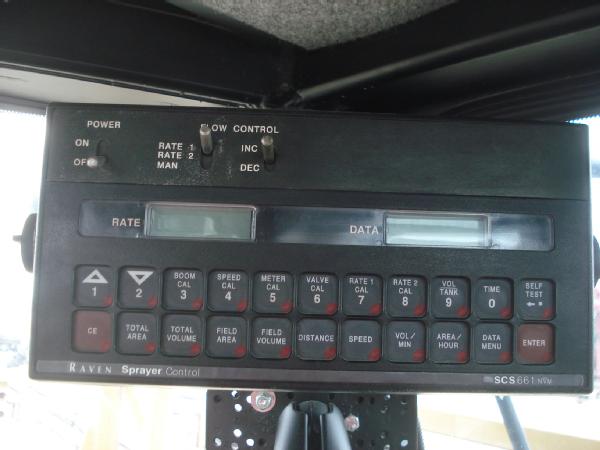 POWER
FLOW CONTROL
ON
OFF
RATE 1
RATE 2
MAN
INC
DEC
RATE
DATA
1
2
BOOM CAL 3
SPEED CAL 4
METER CAL 5
VALVE CAL 6
RATE 1 CAL 7
RATE 2 CAL 8
VOL TANK 9
TIME 0
SELF TEST
CE
TOTAL AREA
TOTAL VOLUME
FIELD AREA
FIELD VOLUME
DISTANCE
SPEED
VOL/MIN
AREA/HOUR
DATA MENU
ENTER
RAVEN Sprayer Control
SCS 661 NVM